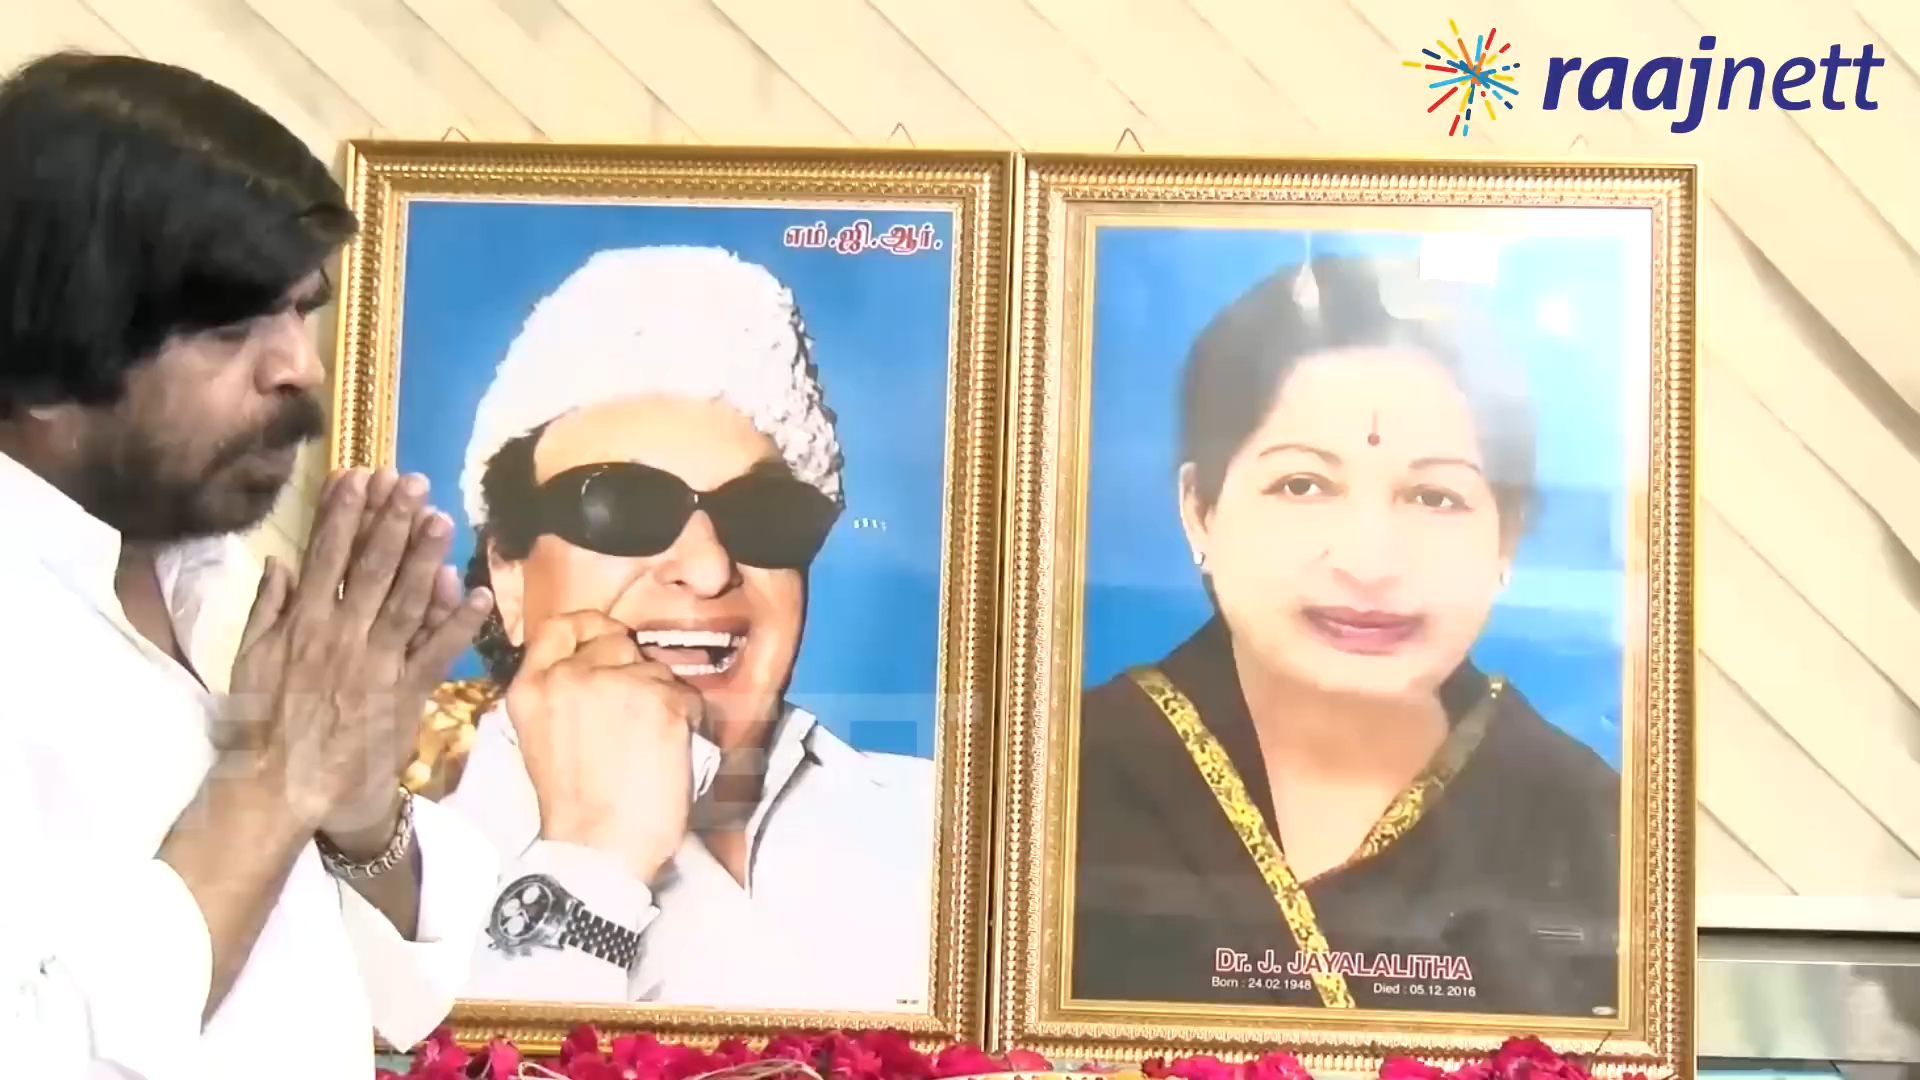 raajnett
எம்.ஜி.ஆர்.
Dr. J. JAYALALITHA
Born : 24.02.1948 Died : 05.12.2016